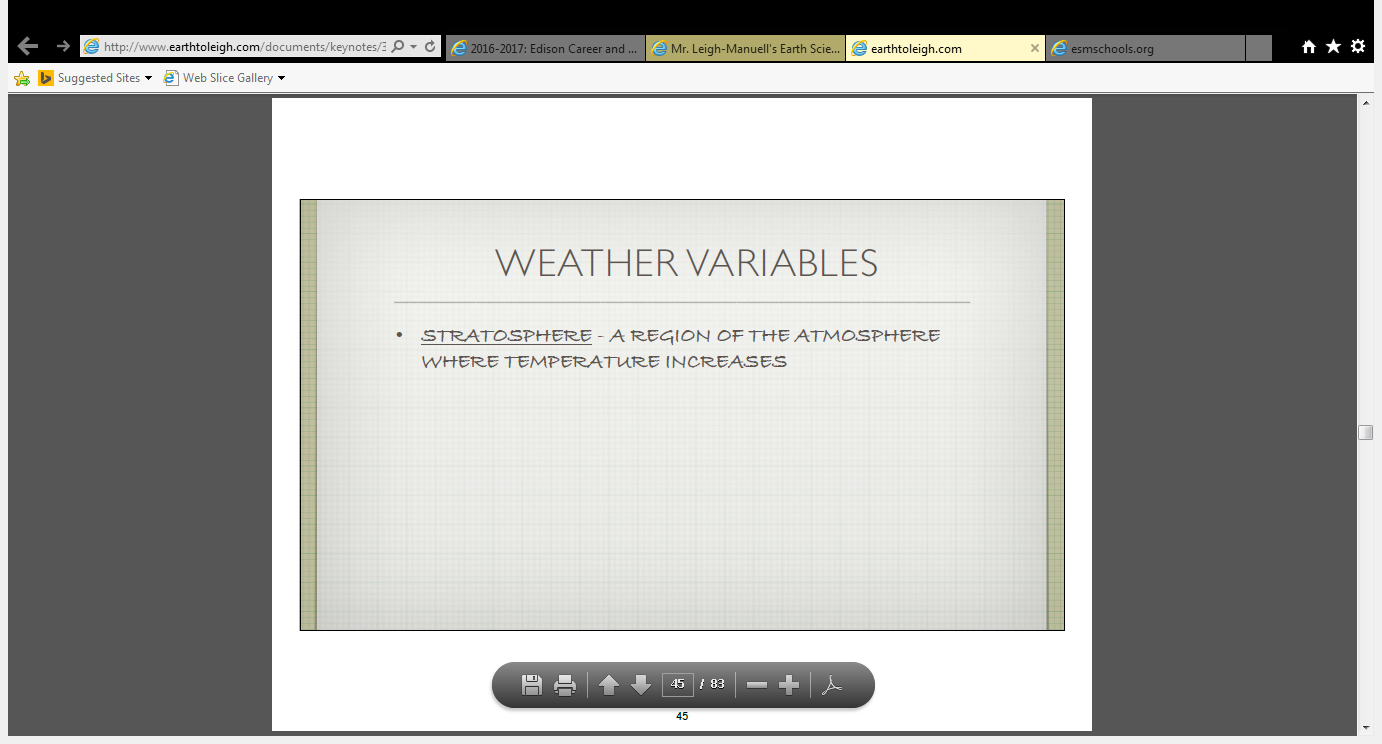 http://www.earthtoleigh.com/documents/keynotes/3
2016-2017: Edison Career and ...
Mr. Leigh-Manuell's Earth Scie...
earthtoleigh.com
esmschools.org
Suggested Sites
Web Slice Gallery
WEATHER VARIABLES
• STRATOSPHERE - A REGION OF THE ATMOSPHERE
WHERE TEMPERATURE INCREASES
45 / 83
45